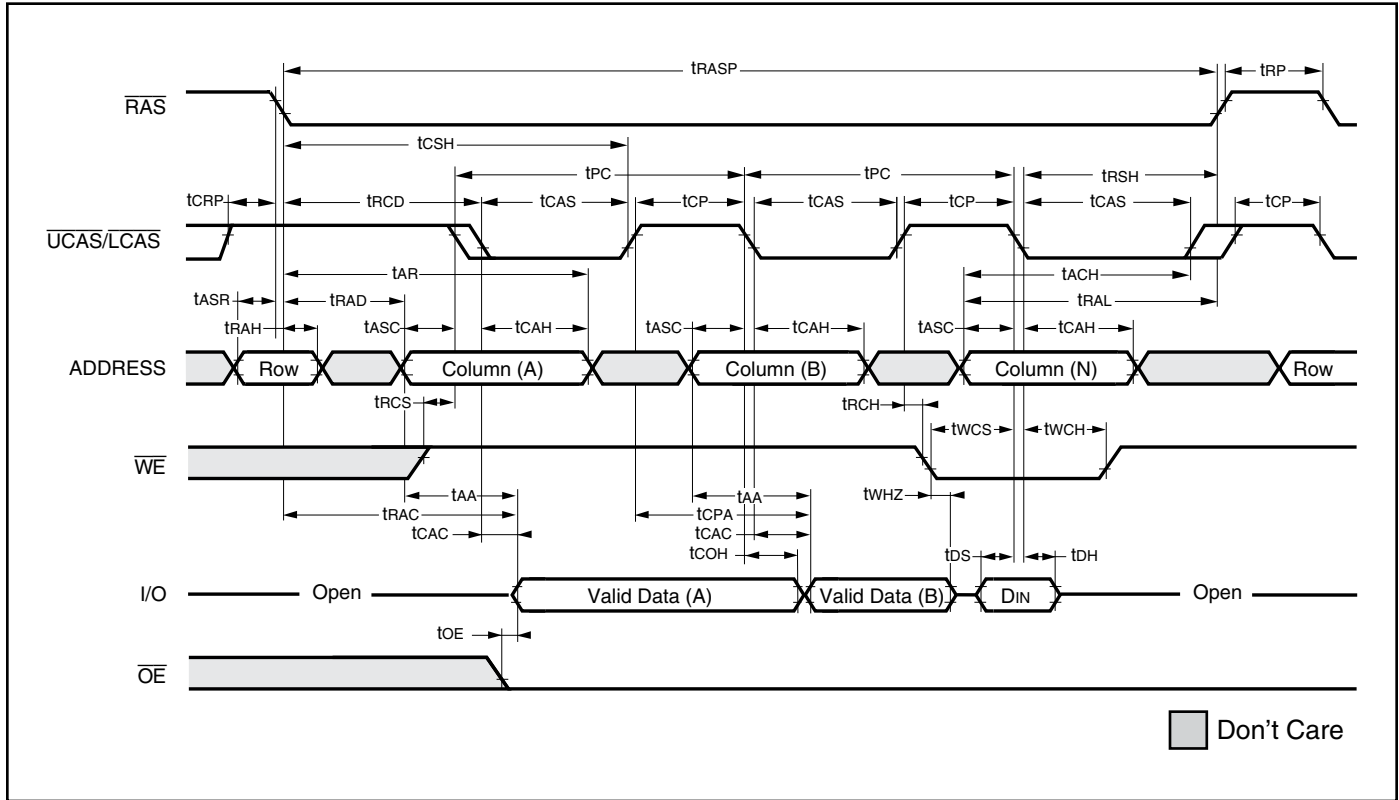 tRASP
tRP
RAS
tCSH
tPC
tPC
tRSH
tCRP
tRCD
tCAS
tCP
tCAS
tCP
tCAS
tCP
UCAS/LCAS
tAR
tACH
tASR
tRAD
tRAL
tRAH
tASC
tCAH
tASC
tCAH
tASC
tCAH
ADDRESS
Row
Column (A)
Column (B)
Column (N)
Row
tRCS
tRCH
tWCS
tWCH
WE
tAA
tAA
tWHZ
tRAC
tCPA
tCAC
tCAC
tCOH
tDS
tDH
I/O
Open
Valid Data (A)
Valid Data (B)
DIN
Open
tOE
OE
Don't Care